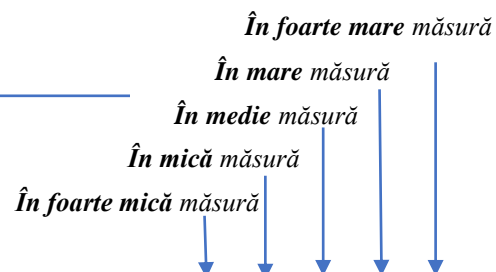 În foarte mare măsură
În mare măsură
În medie măsură
În mică măsură
În foarte mică măsură